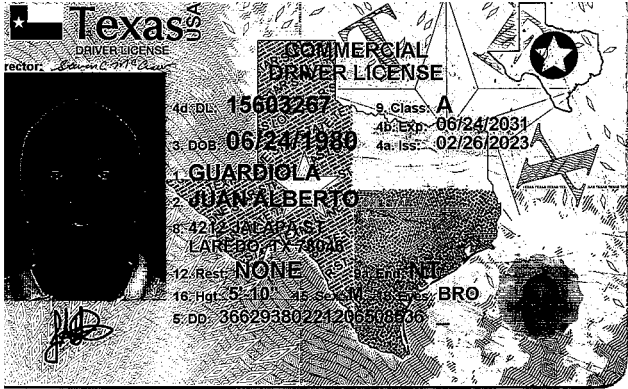 Texas USA
DRIVER LICENSE
COMMERCIAL
DRIVER LICENSE
4d. DL: 15603267 9. Class: A
4b. Exp: 06/24/2031
3. DOB: 06/24/1980 4a. Iss: 02/26/2023
1. GUARDIOLA
2. JUAN ALBERTO
8. 4212 JALAPA ST
LAREDO, TX 78046
12. Rest: NONE 9a. End: NT
16. Hgt: 5'-10" 15. Sex: M 18. Eyes: BRO
5. DD: